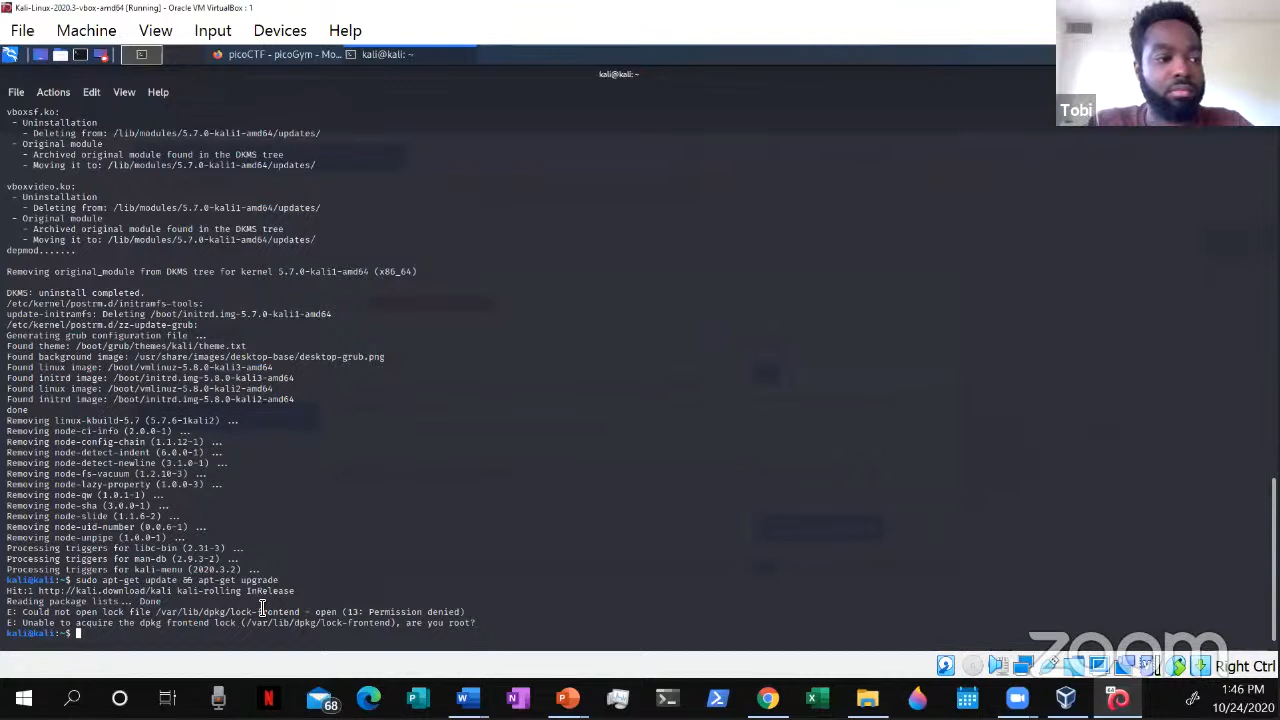 Kali-Linux-2020.3-vbox-amd64 [Running] - Oracle VM VirtualBox : 1
File Machine View Input Devices Help
picoCTF - picoGym - Mo... kali@kali: ~
kali@kali: ~
Tobi
File Actions Edit View Help
vboxsf.ko:
- Uninstallation
- Deleting from: /lib/modules/5.7.0-kali1-amd64/updates/
- Original module
- Archived original module found in the DKMS tree
- Moving it to: /lib/modules/5.7.0-kali1-amd64/updates/
vboxvideo.ko:
- Uninstallation
- Deleting from: /lib/modules/5.7.0-kali1-amd64/updates/
- Original module
- Archived original module found in the DKMS tree
- Moving it to: /lib/modules/5.7.0-kali1-amd64/updates/
depmod.......
Removing original_module from DKMS tree for kernel 5.7.0-kali1-amd64 (x86_64)
DKMS: uninstall completed.
/etc/kernel/postrm.d/initramfs-tools:
update-initramfs: Deleting /boot/initrd.img-5.7.0-kali1-amd64
/etc/kernel/postrm.d/zz-update-grub:
Generating grub configuration file ...
Found theme: /boot/grub/themes/kali/theme.txt
Found background image: /usr/share/images/desktop-base/desktop-grub.png
Found linux image: /boot/vmlinuz-5.8.0-kali3-amd64
Found initrd image: /boot/initrd.img-5.8.0-kali3-amd64
Found linux image: /boot/vmlinuz-5.8.0-kali2-amd64
Found initrd image: /boot/initrd.img-5.8.0-kali2-amd64
done
Removing linux-kbuild-5.7 (5.7.6-1kali2) ...
Removing node-ci-info (2.0.0-1) ...
Removing node-config-chain (1.1.12-1) ...
Removing node-detect-indent (6.0.0-1) ...
Removing node-detect-newline (3.1.0-1) ...
Removing node-fs-vacuum (1.2.10-3) ...
Removing node-lazy-property (1.0.0-3) ...
Removing node-qw (1.0.1-1) ...
Removing node-sha (3.0.0-1) ...
Removing node-slide (1.1.6-2) ...
Removing node-uid-number (0.0.6-1) ...
Removing node-unpipe (1.0.0-1) ...
Processing triggers for libc-bin (2.31-3) ...
Processing triggers for man-db (2.9.3-2) ...
Processing triggers for kali-menu (2020.3.2) ...
kali@kali:~$ sudo apt-get update && apt-get upgrade
Hit:1 http://kali.download/kali kali-rolling InRelease
Reading package lists... Done
E: Could not open lock file /var/lib/dpkg/lock-frontend - open (13: Permission denied)
E: Unable to acquire the dpkg frontend lock (/var/lib/dpkg/lock-frontend), are you root?
kali@kali:~$
zoom
Right Ctrl
68
1:46 PM
10/24/2020